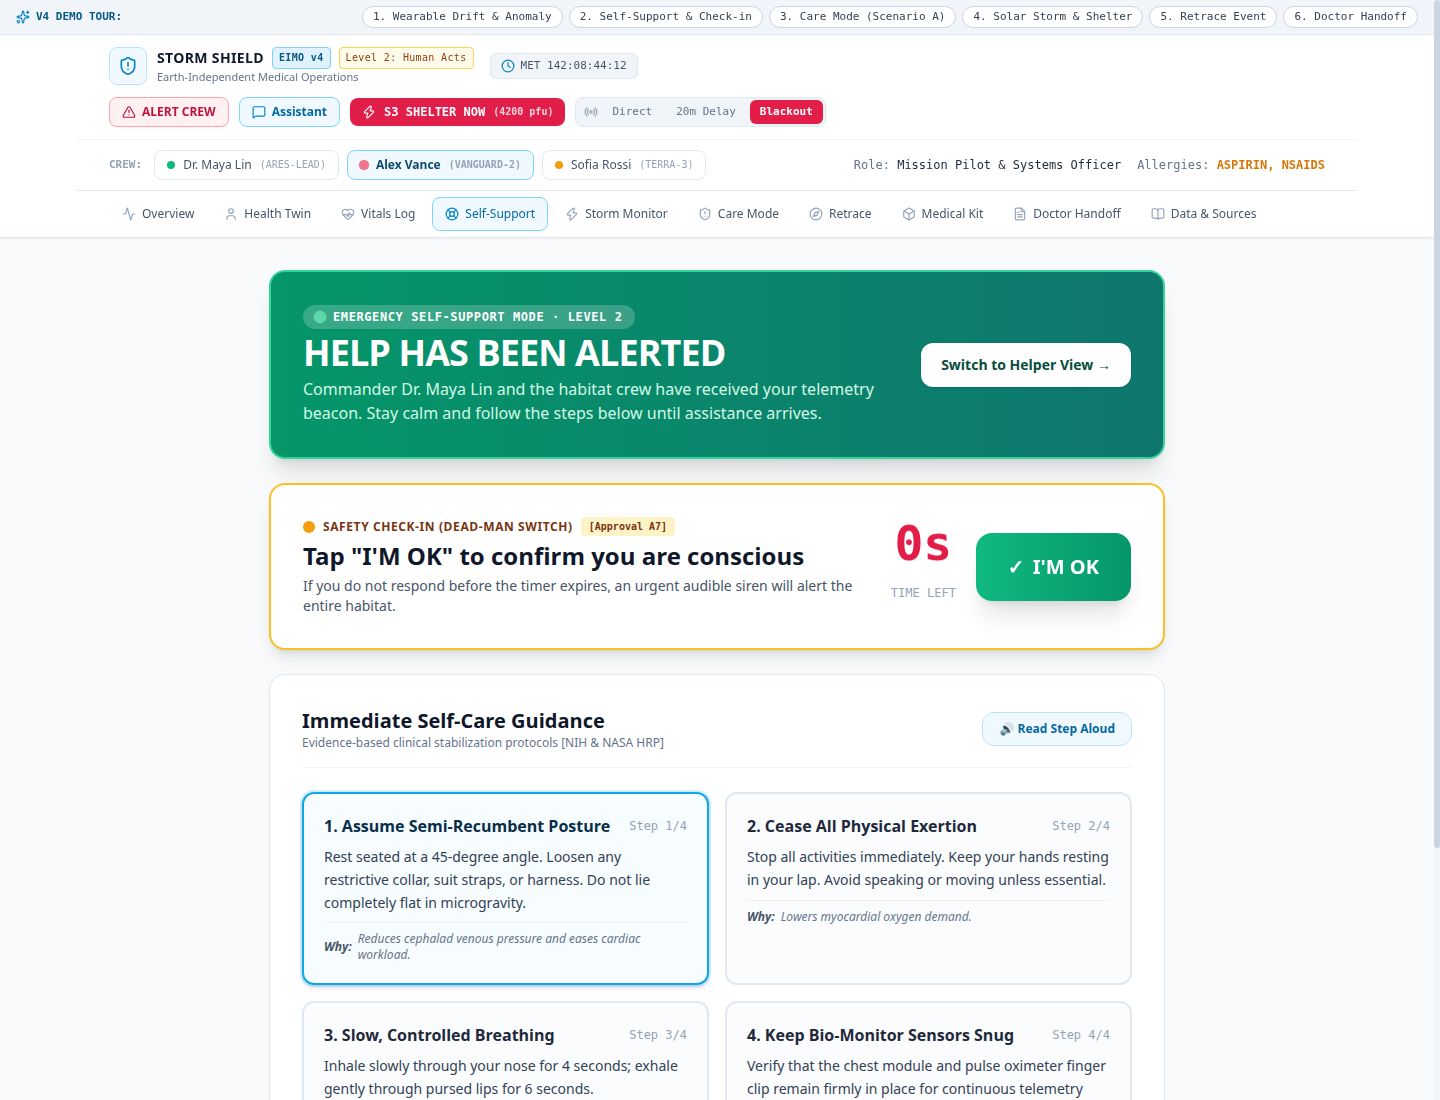 V4 DEMO TOUR:
1. Wearable Drift & Anomaly
2. Self-Support & Check-in
3. Care Mode (Scenario A)
4. Solar Storm & Shelter
5. Retrace Event
6. Doctor Handoff
STORM SHIELD
EIMO v4
Level 2: Human Acts
Earth-Independent Medical Operations
MET 142:08:44:12
ALERT CREW
Assistant
S3 SHELTER NOW (4200 pfu)
Direct
20m Delay
Blackout
CREW:
Dr. Maya Lin (ARES-LEAD)
Alex Vance (VANGUARD-2)
Sofia Rossi (TERRA-3)
Role: Mission Pilot & Systems Officer
Allergies: ASPIRIN, NSAIDS
Overview
Health Twin
Vitals Log
Self-Support
Storm Monitor
Care Mode
Retrace
Medical Kit
Doctor Handoff
Data & Sources
EMERGENCY SELF-SUPPORT MODE · LEVEL 2
HELP HAS BEEN ALERTED
Commander Dr. Maya Lin and the habitat crew have received your telemetry
beacon. Stay calm and follow the steps below until assistance arrives.
Switch to Helper View →
SAFETY CHECK-IN (DEAD-MAN SWITCH)
[Approval A7]
Tap "I'M OK" to confirm you are conscious
If you do not respond before the timer expires, an urgent audible siren will alert the
entire habitat.
0s
TIME LEFT
✓ I'M OK
Immediate Self-Care Guidance
Evidence-based clinical stabilization protocols [NIH & NASA HRP]
🔊 Read Step Aloud
1. Assume Semi-Recumbent Posture
Step 1/4
Rest seated at a 45-degree angle. Loosen any
restrictive collar, suit straps, or harness. Do not lie
completely flat in microgravity.
Why: Reduces cephalad venous pressure and eases cardiac
workload.
2. Cease All Physical Exertion
Step 2/4
Stop all activities immediately. Keep your hands resting
in your lap. Avoid speaking or moving unless essential.
Why: Lowers myocardial oxygen demand.
3. Slow, Controlled Breathing
Step 3/4
Inhale slowly through your nose for 4 seconds; exhale
gently through pursed lips for 6 seconds.
4. Keep Bio-Monitor Sensors Snug
Step 4/4
Verify that the chest module and pulse oximeter finger
clip remain firmly in place for continuous telemetry